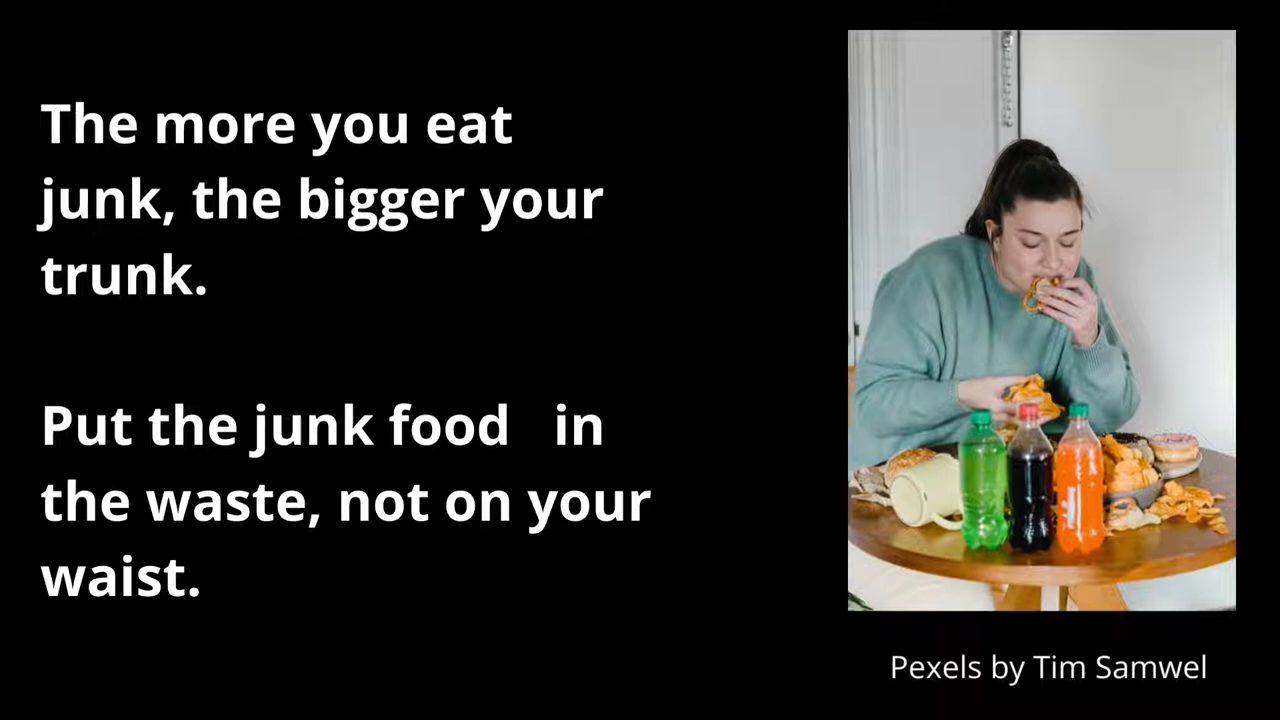 The more you eat
junk, the bigger your
trunk.
Put the junk food in
the waste, not on your
waist.
Pexels by Tim Samwel